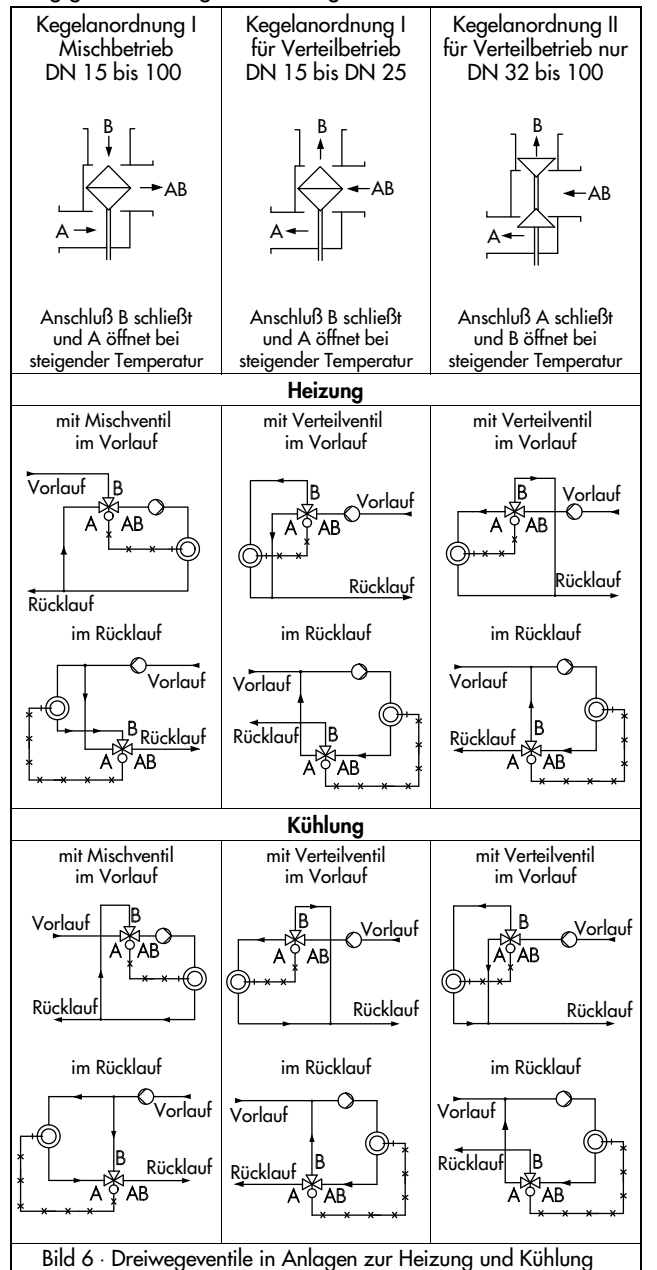 Kegelanordnung I
Mischbetrieb
DN 15 bis 100
B
AB
A
Anschluß B schließt
und A öffnet bei
steigender Temperatur
Kegelanordnung I
für Verteilbetrieb
DN 15 bis DN 25
B
AB
A
Anschluß B schließt
und A öffnet bei
steigender Temperatur
Kegelanordnung II
für Verteilbetrieb nur
DN 32 bis 100
B
AB
A
Anschluß A schließt
und B öffnet bei
steigender Temperatur
Heizung
mit Mischventil
im Vorlauf
Vorlauf
B
A AB
Rücklauf
im Rücklauf
Vorlauf
B
Rücklauf
A AB
mit Verteilventil
im Vorlauf
B
Vorlauf
A AB
Rücklauf
im Rücklauf
Vorlauf
Rücklauf
B
A AB
mit Verteilventil
im Vorlauf
B
Vorlauf
A AB
Rücklauf
im Rücklauf
Vorlauf
B
Rücklauf
A AB
Kühlung
mit Mischventil
im Vorlauf
Vorlauf
B
A AB
Rücklauf
im Rücklauf
Vorlauf
B
Rücklauf
A AB
mit Verteilventil
im Vorlauf
B
Vorlauf
A AB
Rücklauf
im Rücklauf
Vorlauf
B
Rücklauf
A AB
mit Verteilventil
im Vorlauf
B
Vorlauf
A AB
Rücklauf
im Rücklauf
Vorlauf
Rücklauf
B
A AB
Bild 6 · Dreiwegeventile in Anlagen zur Heizung und Kühlung